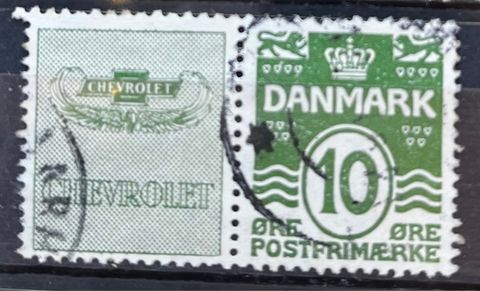 CHEVROLET
CHEVROLET
DANMARK
10
ØRE ØRE
POSTFRIMÆRKE